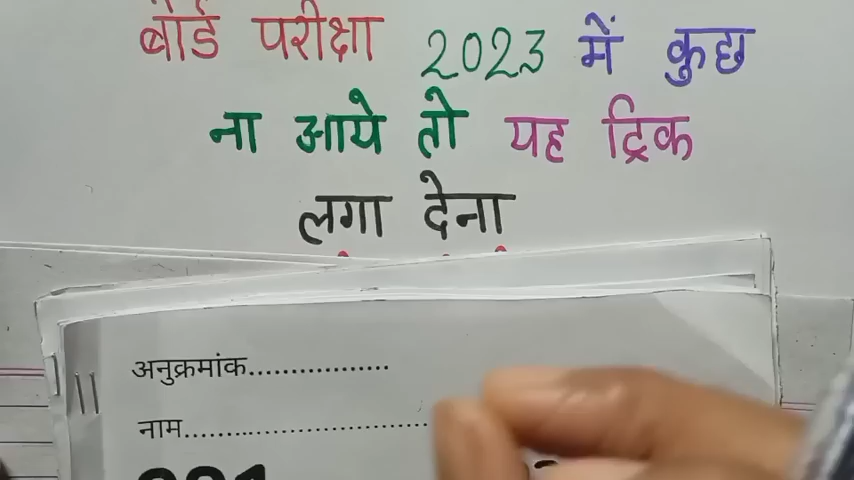 बोर्ड परीक्षा 2023 में कुछ
ना आये तो यह ट्रिक
लगा देना
अनुक्रमांक.................
नाम..............................